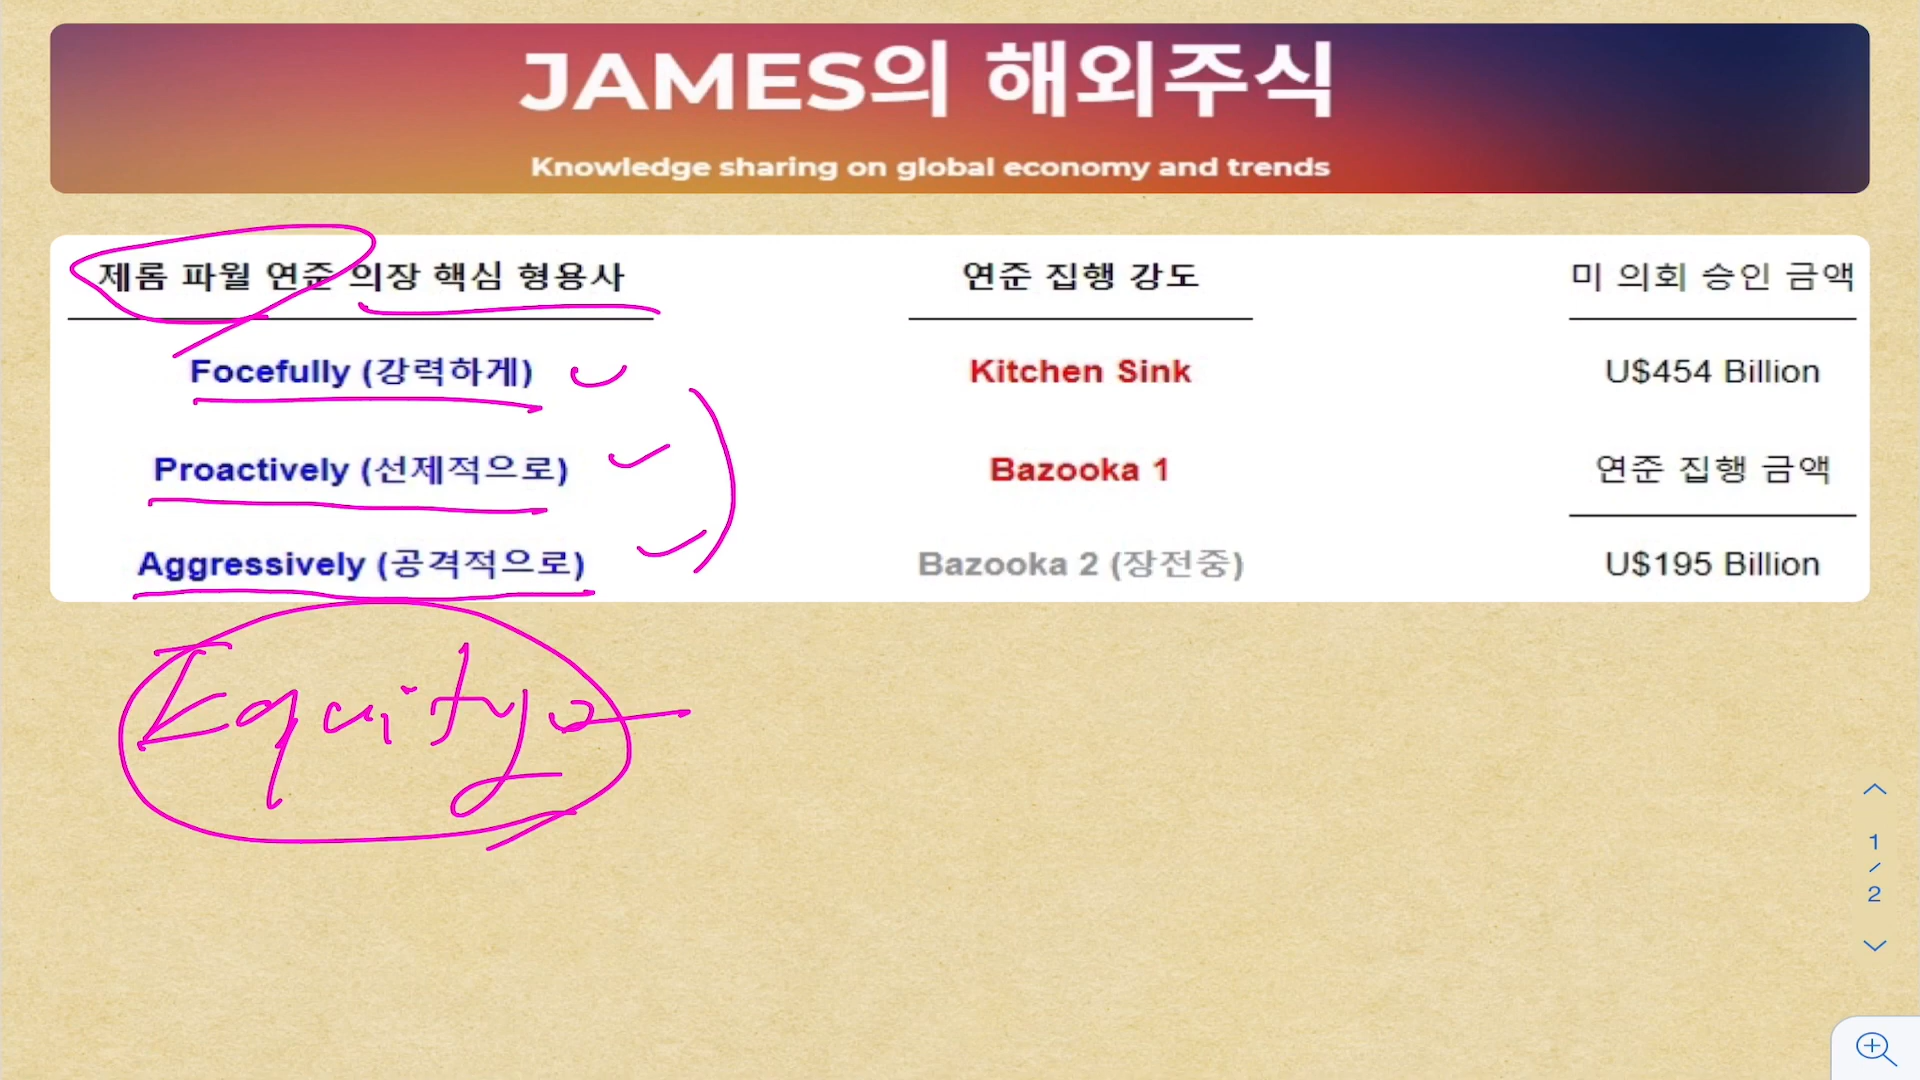 JAMES의 해외주식
Knowledge sharing on global economy and trends
제롬 파월 연준 의장 핵심 형용사 연준 집행 강도 미 의회 승인 금액
Focefully (강력하게) Kitchen Sink U$454 Billion
Proactively (선제적으로) Bazooka 1 연준 집행 금액
Aggressively (공격적으로) Bazooka 2 (장전중) U$195 Billion
Equity
1
/
2